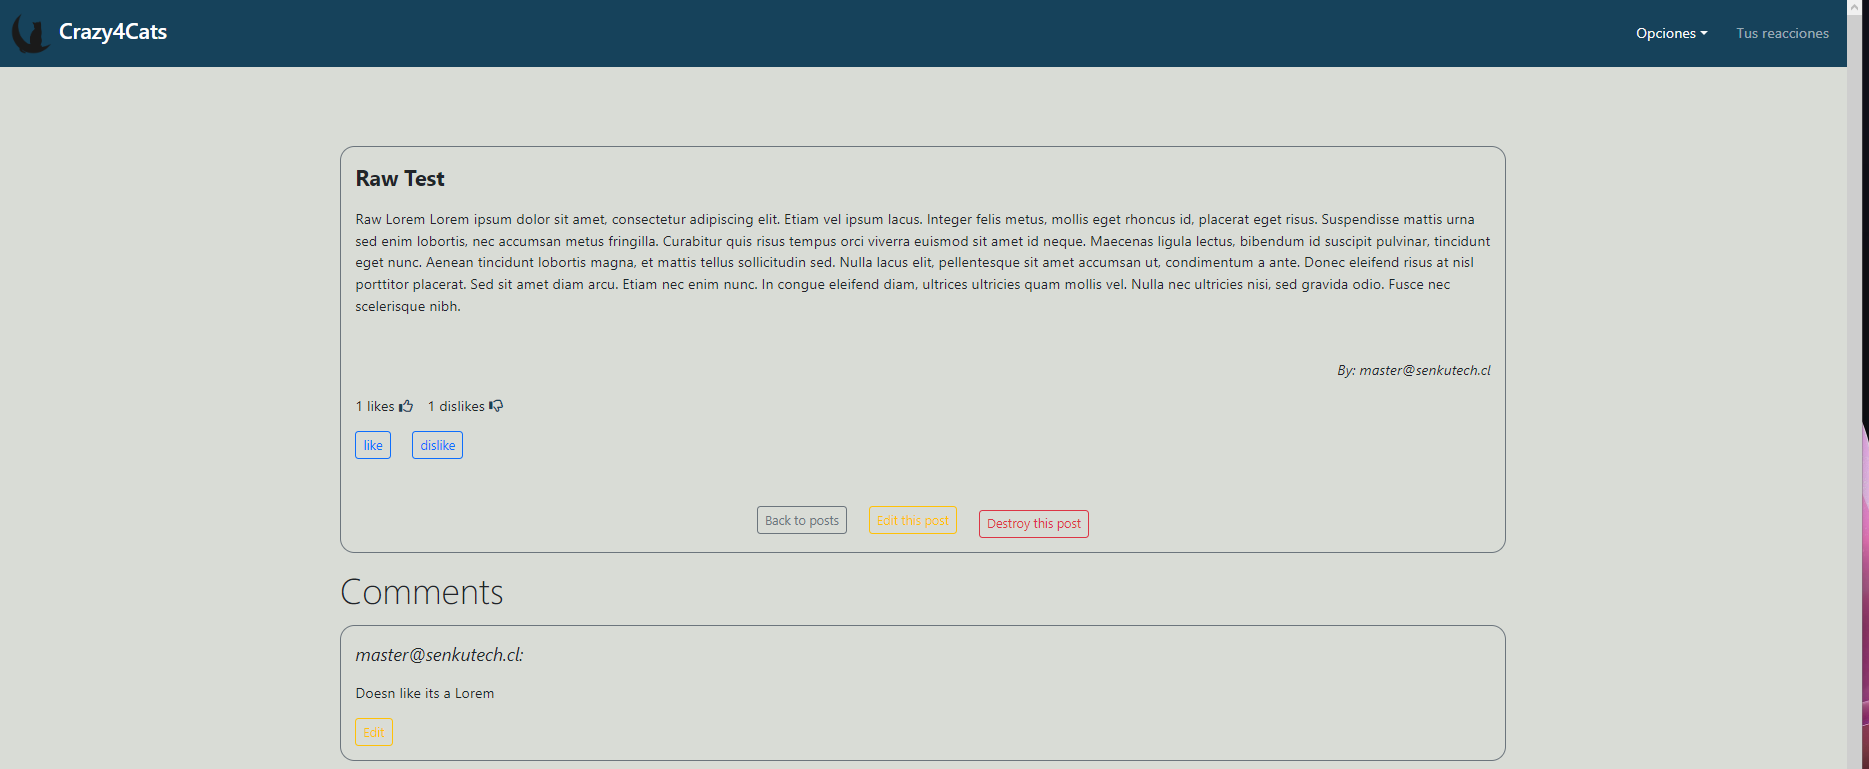 Crazy4Cats
Opciones
Tus reacciones
Raw Test
Raw Lorem Lorem ipsum dolor sit amet, consectetur adipiscing elit. Etiam vel ipsum lacus. Integer felis metus, mollis eget rhoncus id, placerat eget risus. Suspendisse mattis urna
sed enim lobortis, nec accumsan metus fringilla. Curabitur quis risus tempus orci viverra euismod sit amet id neque. Maecenas ligula lectus, bibendum id suscipit pulvinar, tincidunt
eget nunc. Aenean tincidunt lobortis magna, et mattis tellus sollicitudin sed. Nulla lacus elit, pellentesque sit amet accumsan ut, condimentum a ante. Donec eleifend risus at nisl
porttitor placerat. Sed sit amet diam arcu. Etiam nec enim nunc. In congue eleifend diam, ultrices ultricies quam mollis vel. Nulla nec ultricies nisi, sed gravida odio. Fusce nec
scelerisque nibh.
By: master@senkutech.cl
1 likes 1 dislikes
like dislike
Back to posts Edit this post Destroy this post
Comments
master@senkutech.cl:
Doesn like its a Lorem
Edit